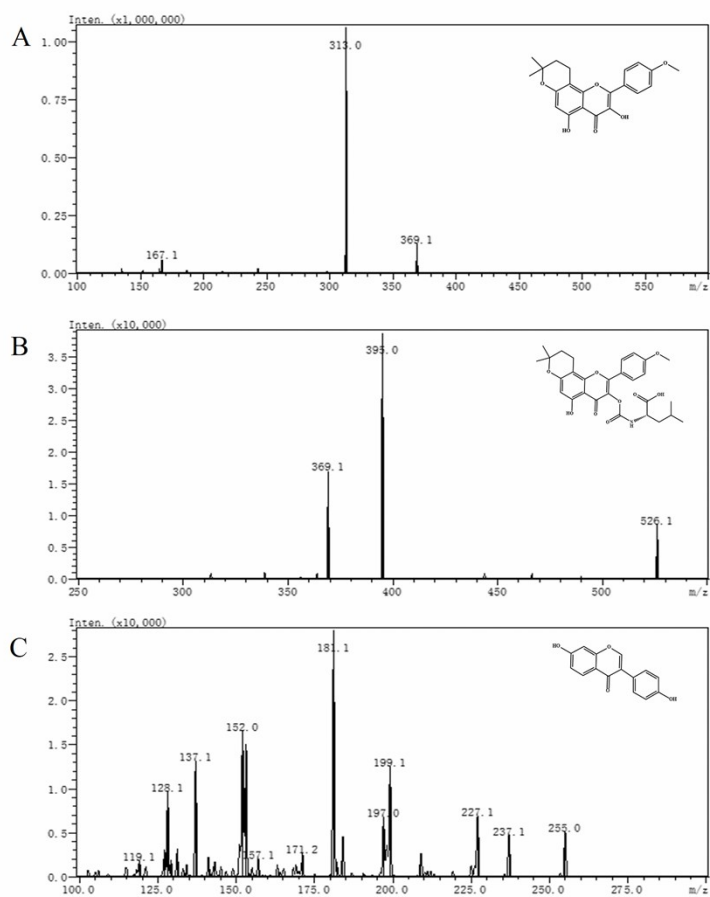 A
Inten. (x1,000,000)
1.00
0.75
0.50
0.25
0.00
313.0
369.1
167.1
100 150 200 250 300 350 400 450 500 550 m/z
O
O
O
HO
O
OH
B
Inten. (x10,000)
3.5
3.0
2.5
2.0
1.5
1.0
0.5
0.0
395.0
369.1
526.1
250 300 350 400 450 500 m/z
O
O
O
O
OH
O
HO
O
O
N
H
C
Inten. (x10,000)
2.5
2.0
1.5
1.0
0.5
0.0
181.1
152.0
137.1
128.1
119.1
157.1
171.2
197.0
199.1
227.1
237.1
255.0
100.0 125.0 150.0 175.0 200.0 225.0 250.0 275.0 m/z
HO
O
O
OH